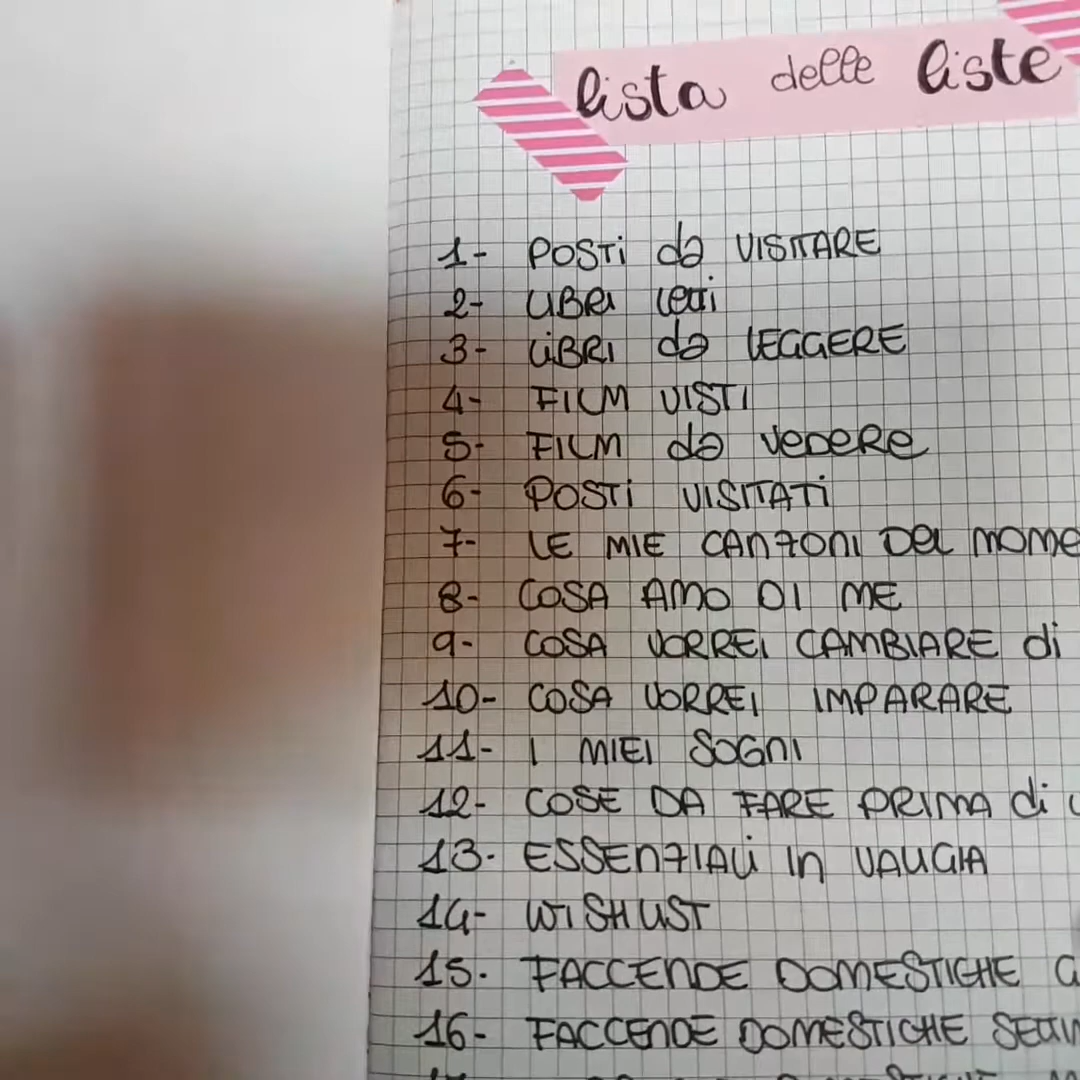 lista delle liste
1- POSTi da VISITARE
2- LIBRI letti
3- LiBRI da LEGGERE
4- FILM VISTI
5- FILM da vedere
6- POSTi VISITATi
7- LE MIE CANZONI DEL MOME
8- COSA AMO DI ME
9- COSA VORREI CAMBIARE di
10- COSA VORREI IMPARARE
11- I MIEI SOGNI
12- COSE DA FARE PRIMA di
13- ESSENZIALi In VALIGIA
14- WISHLIST
15- FACCENDE DOMESTICHE
16- FACCENDE DOMESTICHE SETTIM